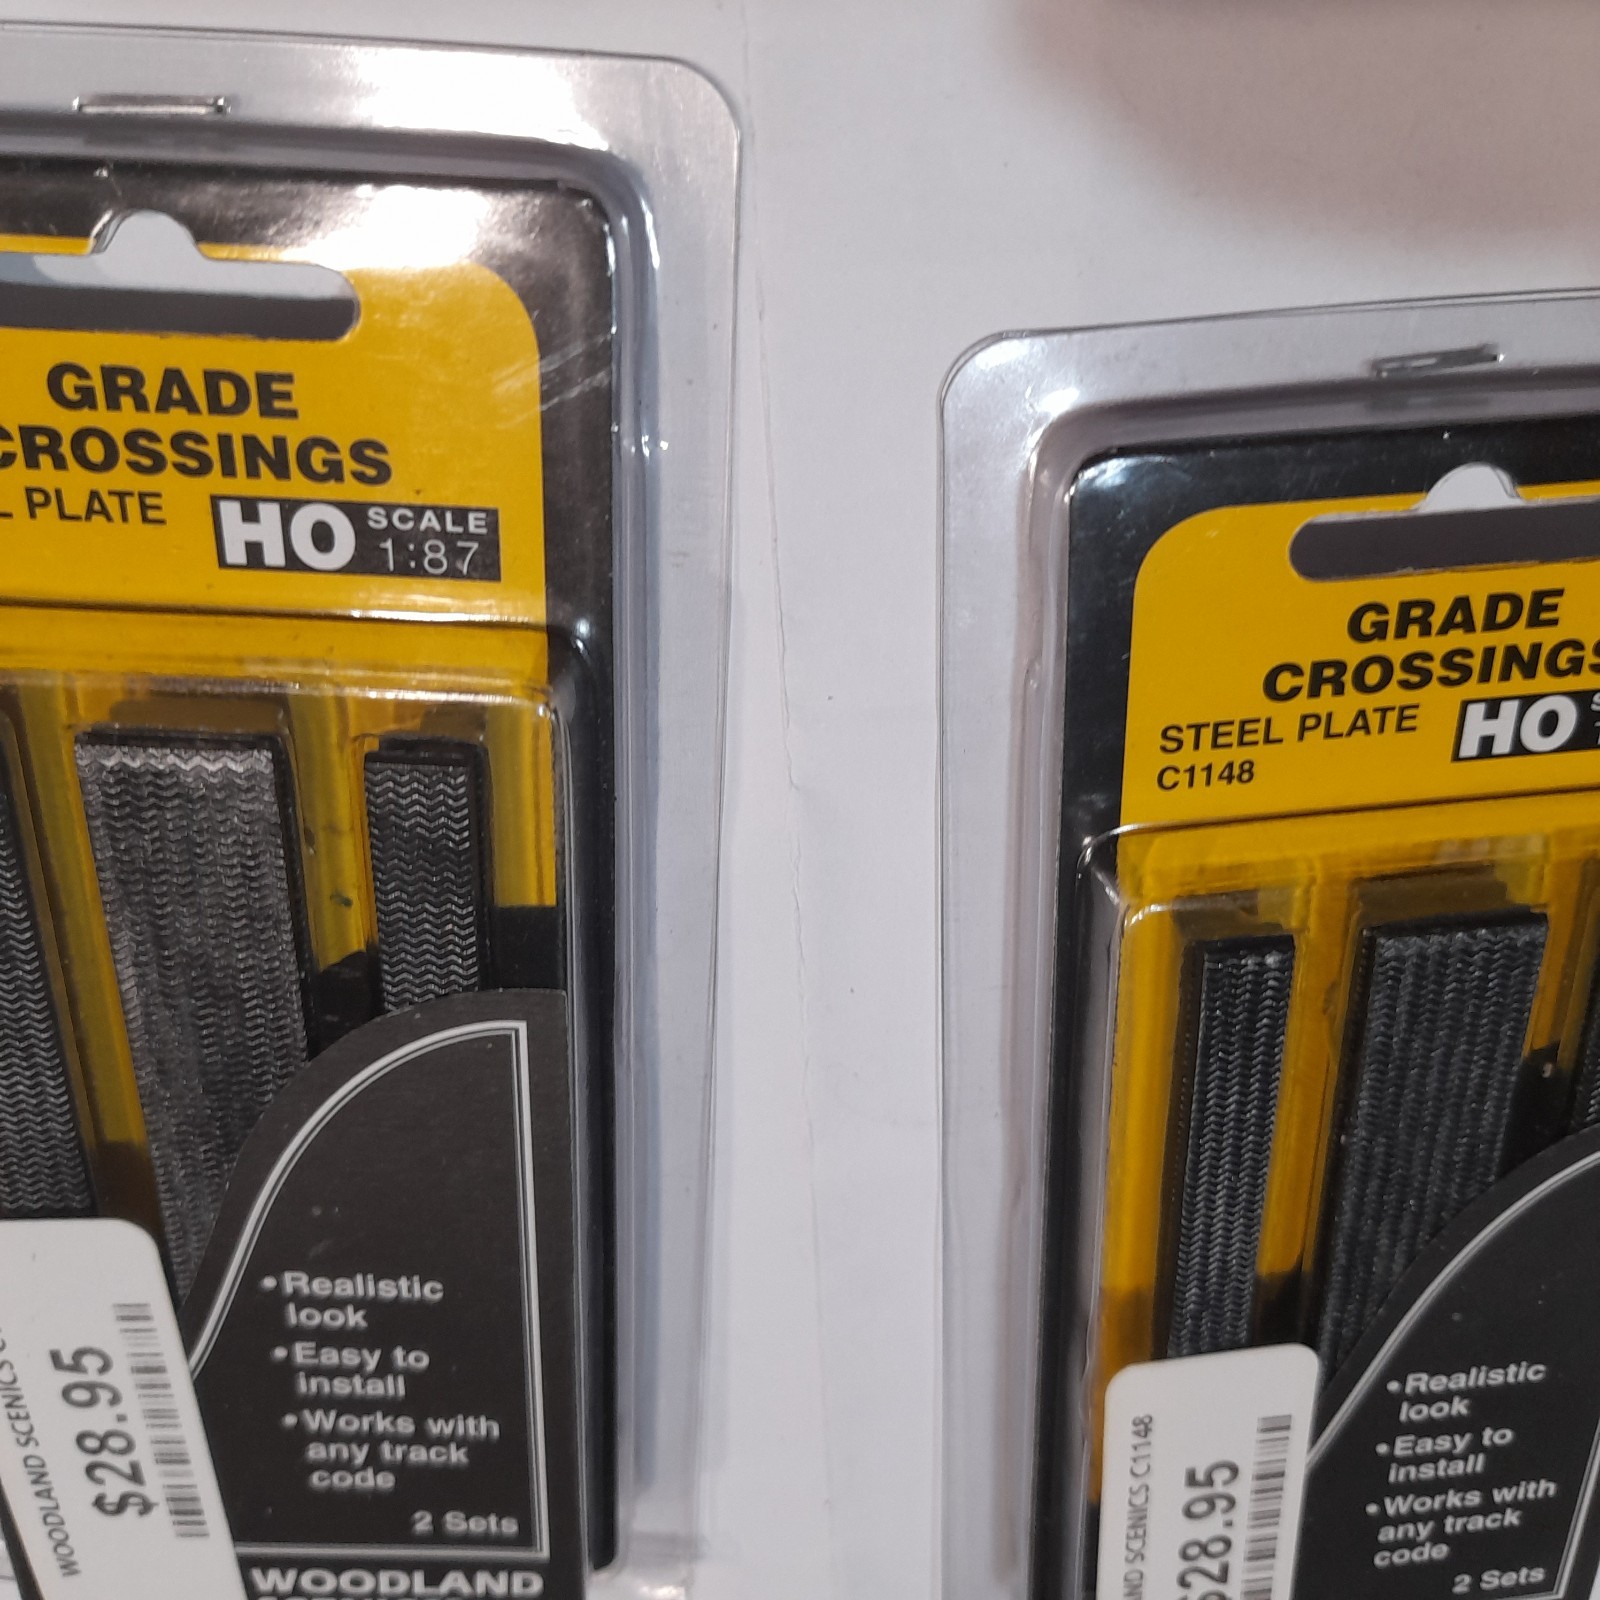 GRADE
CROSSINGS
PLATE
HO SCALE
1:87
• Realistic
look
• Easy to
install
• Works with
any track
code
2 Sets
WOODLAND
WOODLAND SCENICS
$28.95
GRADE
CROSSINGS
STEEL PLATE HO
C1148
• Realistic
look
• Easy to
install
• Works with
any track
code
2 Sets
SCENICS C1148
$28.95